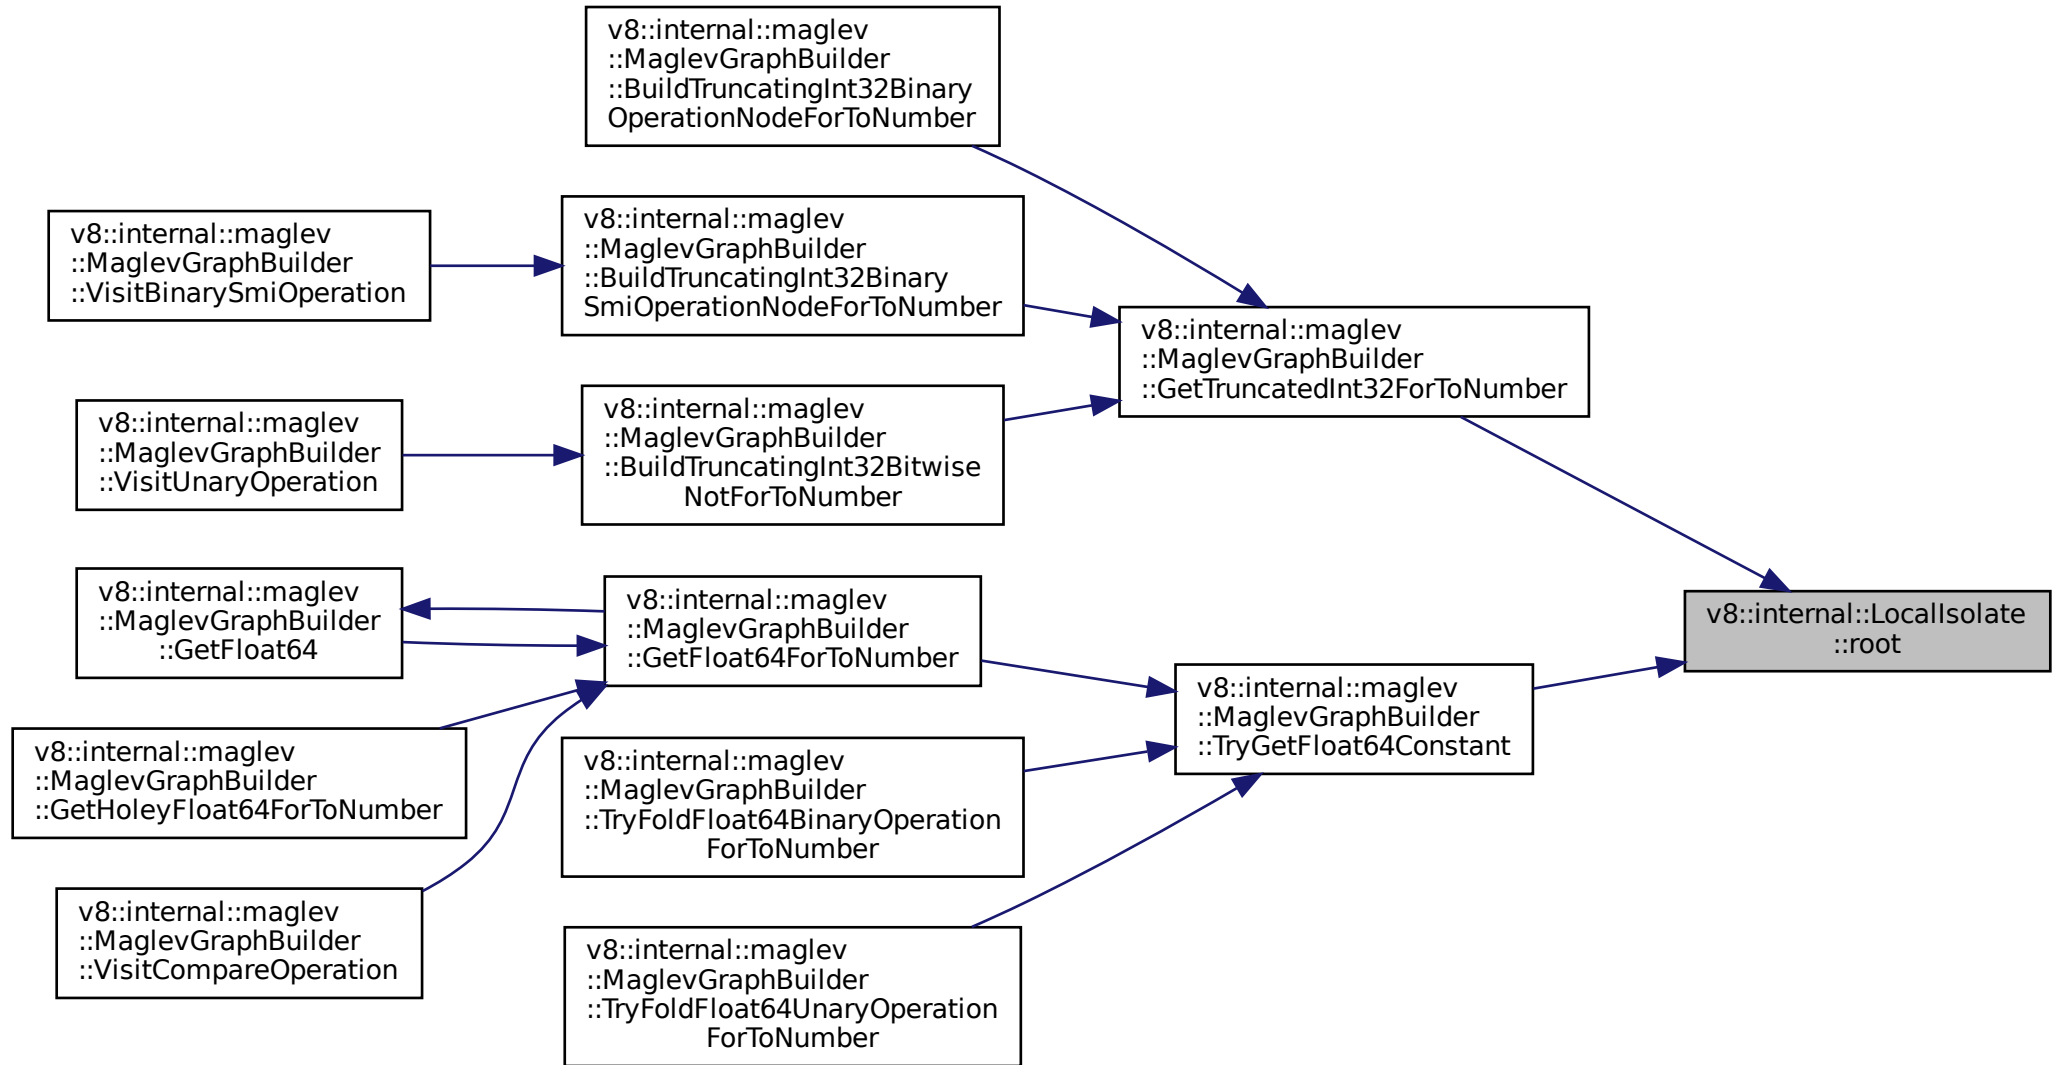 v8::internal::maglev
::MaglevGraphBuilder
::BuildTruncatingInt32Binary
OperationNodeForToNumber
v8::internal::maglev
::MaglevGraphBuilder
::VisitBinarySmiOperation
v8::internal::maglev
::MaglevGraphBuilder
::BuildTruncatingInt32Binary
SmiOperationNodeForToNumber
v8::internal::maglev
::MaglevGraphBuilder
::GetTruncatedInt32ForToNumber
v8::internal::maglev
::MaglevGraphBuilder
::VisitUnaryOperation
v8::internal::maglev
::MaglevGraphBuilder
::BuildTruncatingInt32Bitwise
NotForToNumber
v8::internal::maglev
::MaglevGraphBuilder
::GetFloat64
v8::internal::maglev
::MaglevGraphBuilder
::GetFloat64ForToNumber
v8::internal::LocalIsolate
::root
v8::internal::maglev
::MaglevGraphBuilder
::TryGetFloat64Constant
v8::internal::maglev
::MaglevGraphBuilder
::GetHoleyFloat64ForToNumber
v8::internal::maglev
::MaglevGraphBuilder
::TryFoldFloat64BinaryOperation
ForToNumber
v8::internal::maglev
::MaglevGraphBuilder
::VisitCompareOperation
v8::internal::maglev
::MaglevGraphBuilder
::TryFoldFloat64UnaryOperation
ForToNumber